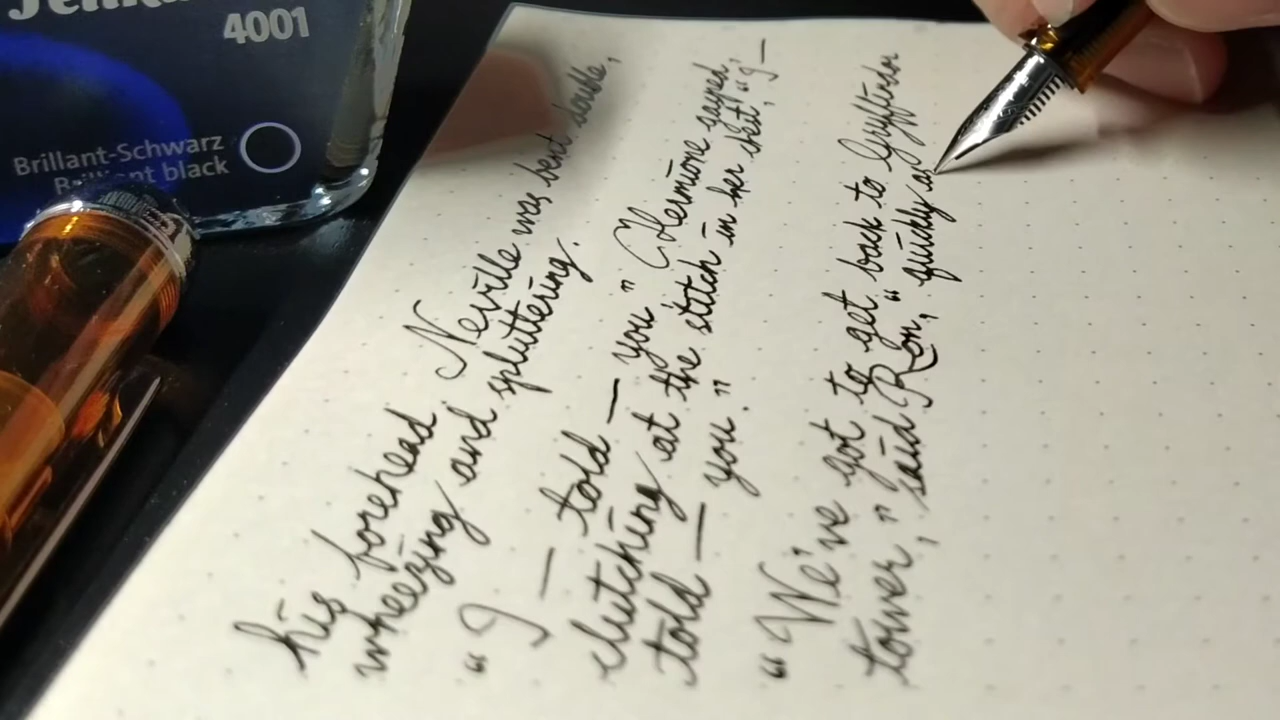 4001
Brillant-Schwarz
Brilliant black
his forehead Neville was bent double,
wheezing and spluttering.
“I — told — you” Hermione gasped,
clutching at the stitch in her chest, “I —
told — you.”
“We've got to get back to Gryffindor
tower,” said Ron, “quickly as